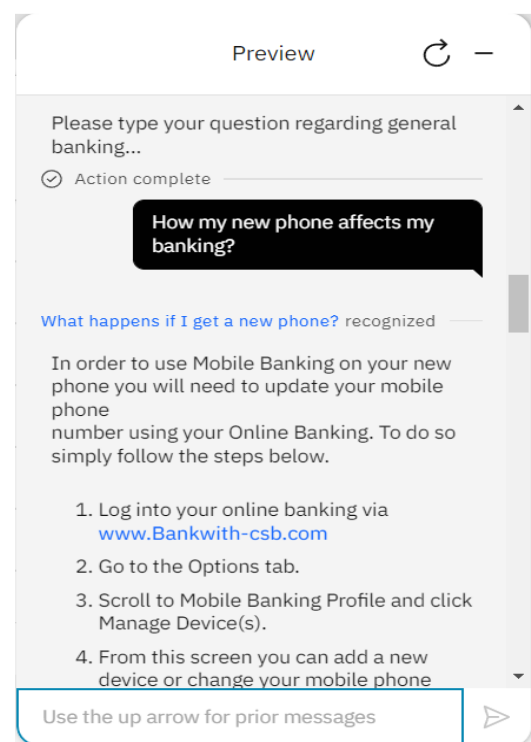 Preview
Please type your question regarding general
banking...
Action complete
How my new phone affects my
banking?
What happens if I get a new phone? recognized
In order to use Mobile Banking on your new
phone you will need to update your mobile
phone
number using your Online Banking. To do so
simply follow the steps below.
1. Log into your online banking via
www.Bankwith-csb.com
2. Go to the Options tab.
3. Scroll to Mobile Banking Profile and click
Manage Device(s).
4. From this screen you can add a new
device or change your mobile phone
Use the up arrow for prior messages